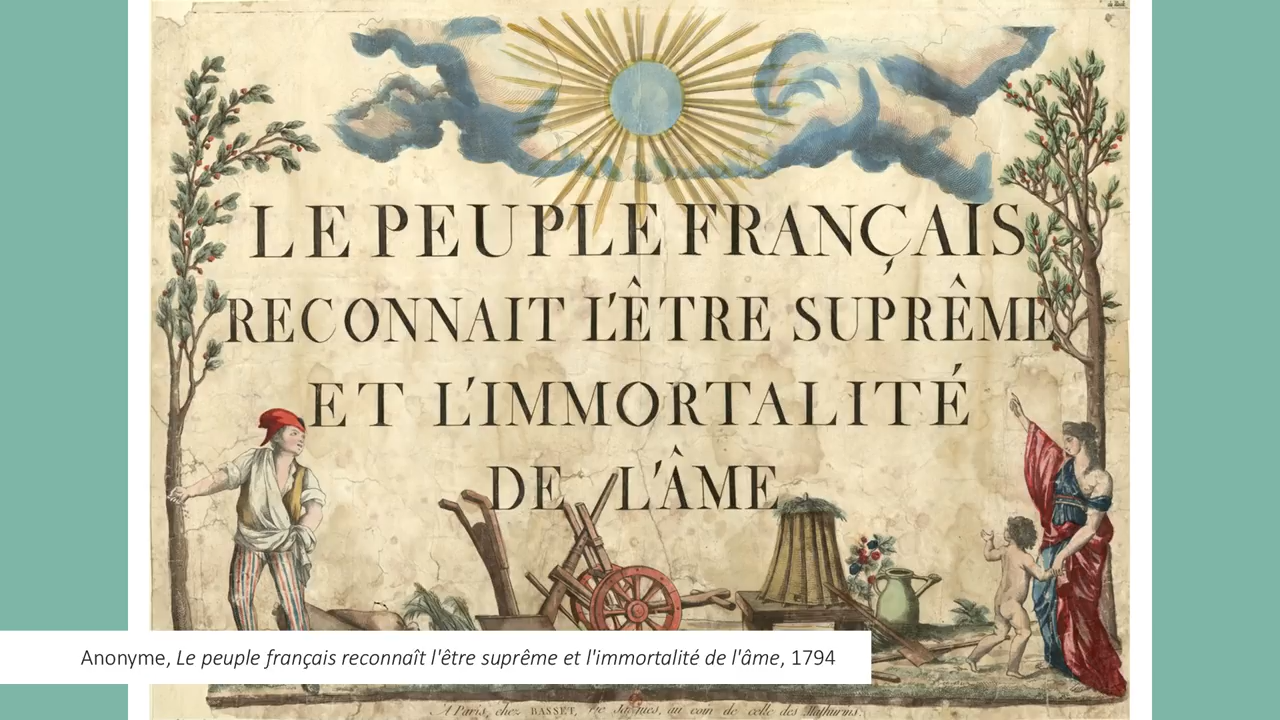 LE PEUPLE FRANÇAIS
RECONNAIT L'ÊTRE SUPRÊME
ET L'IMMORTALITÉ
DE L'ÂME
Anonyme, Le peuple français reconnaît l'être suprême et l'immortalité de l'âme, 1794
A Paris, chez BASSET, rue Jacques, au coin de celle des Mathurins.